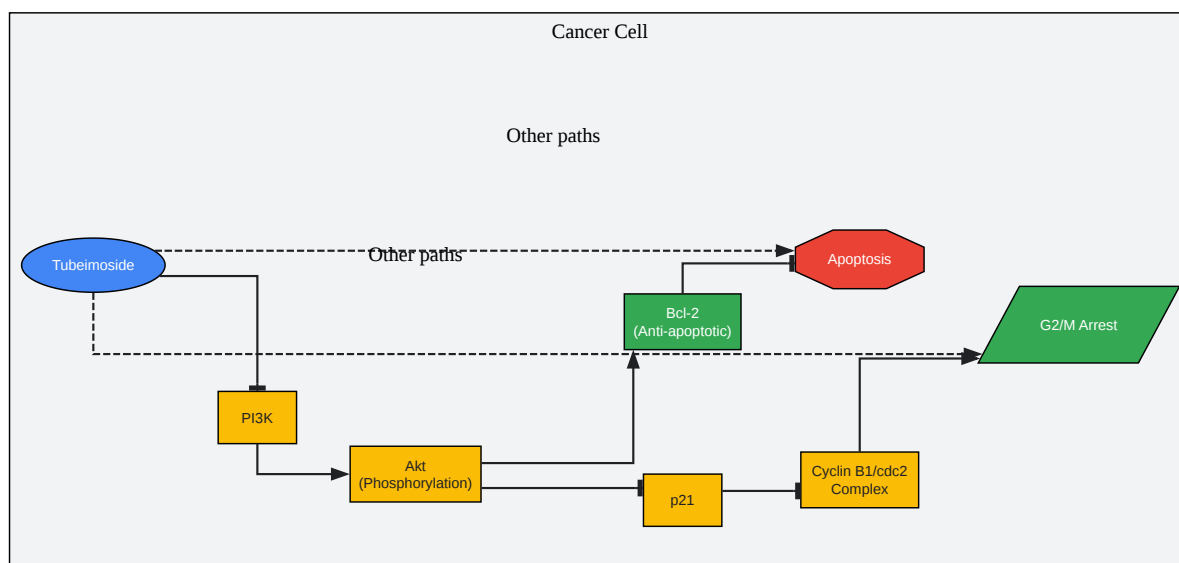 Cancer Cell
Other paths
Other paths
Tubeimoside
Apoptosis
Bcl-2
(Anti-apoptotic)
G2/M Arrest
PI3K
Akt
(Phosphorylation)
p21
Cyclin B1/cdc2
Complex